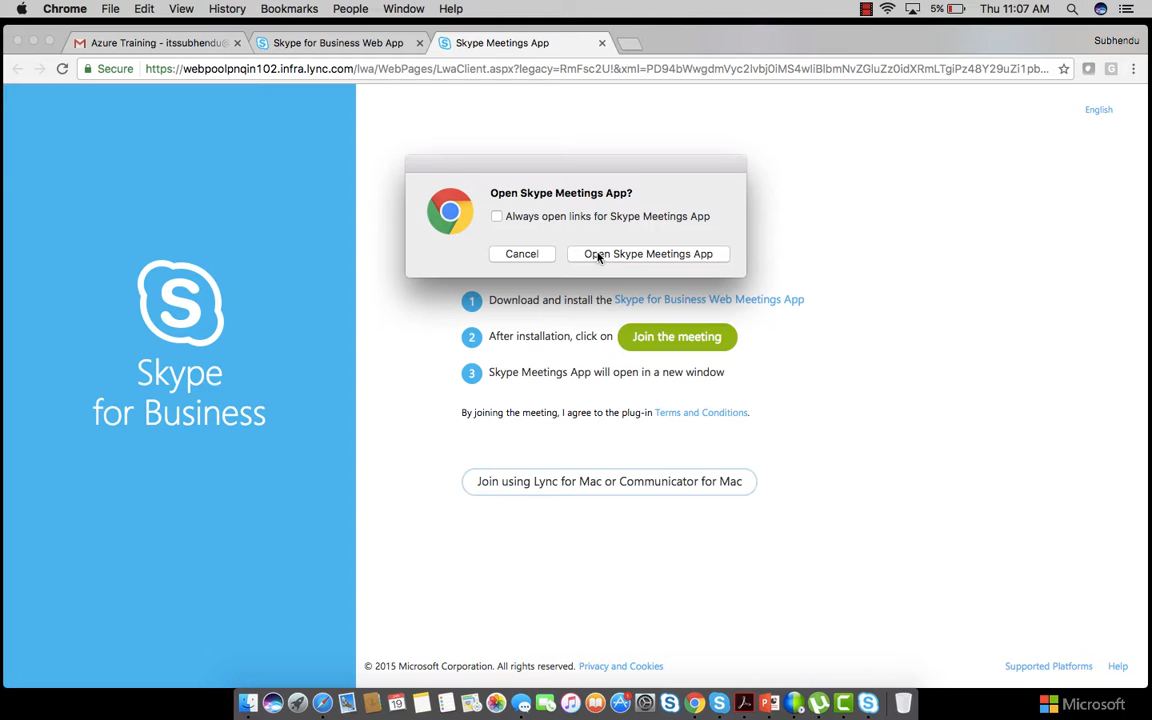 Chrome File Edit View History Bookmarks People Window Help 5% Thu 11:07 AM
Azure Training - itssubhendu@ Skype for Business Web App Skype Meetings App Subhendu
Secure https://webpoolpnqin102.infra.lync.com/lwa/WebPages/LwaClient.aspx?legacy=RmFsc2U!&xml=
English
Open Skype Meetings App?
Always open links for Skype Meetings App
Cancel Open Skype Meetings App
1 Download and install the Skype for Business Web Meetings App
2 After installation, click on Join the meeting
3 Skype Meetings App will open in a new window
By joining the meeting, I agree to the plug-in Terms and Conditions.
Join using Lync for Mac or Communicator for Mac
Skype
for Business
© 2015 Microsoft Corporation. All rights reserved. Privacy and Cookies Supported Platforms Help
19
Microsoft